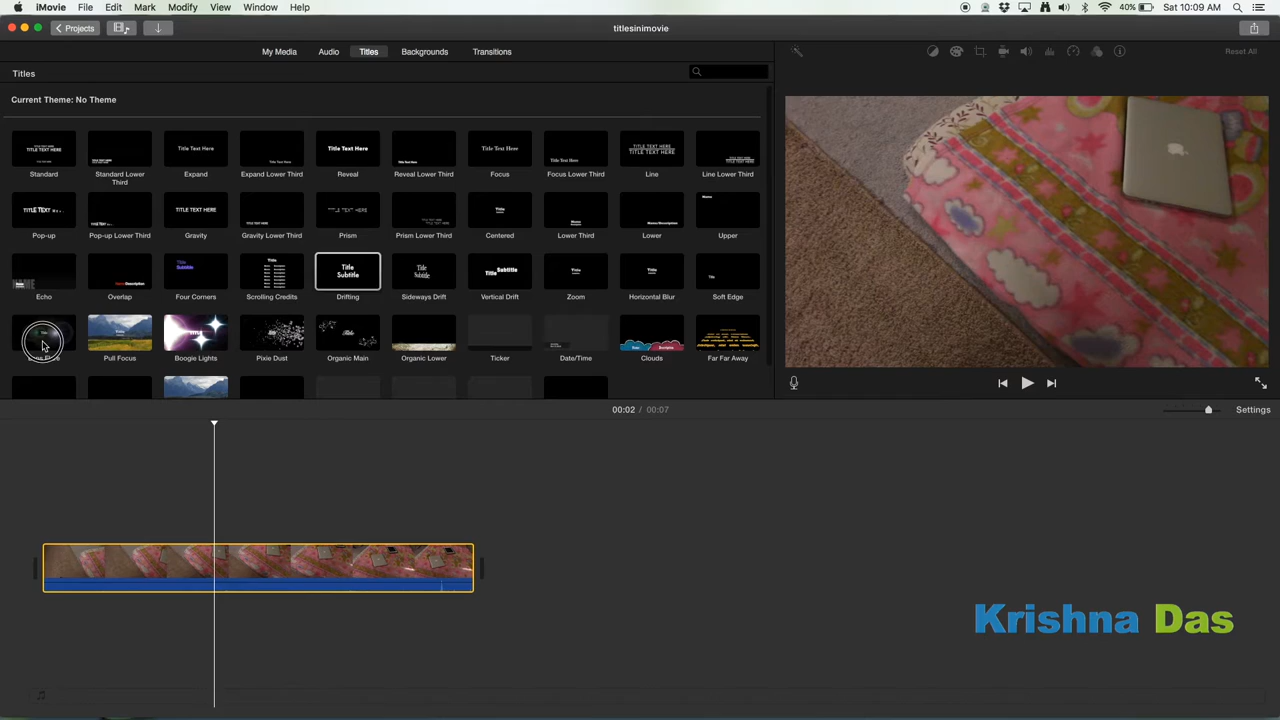 iMovie File Edit Mark Modify View Window Help 40% Sat 10:09 AM
Projects titlesinimovie
My Media Audio Titles Backgrounds Transitions Reset All
Titles
Current Theme: No Theme
Standard Standard Lower Third Expand Expand Lower Third Reveal Reveal Lower Third Focus Focus Lower Third Line Line Lower Third
Pop-up Pop-up Lower Third Gravity Gravity Lower Third Prism Prism Lower Third Centered Lower Third Lower Upper
Echo Overlap Four Corners Scrolling Credits Drifting Sideways Drift Vertical Drift Zoom Horizontal Blur Soft Edge
Pull Focus Boogie Lights Pixie Dust Organic Main Organic Lower Ticker Date/Time Clouds Far Far Away
00:02 / 00:07 Settings
Krishna Das